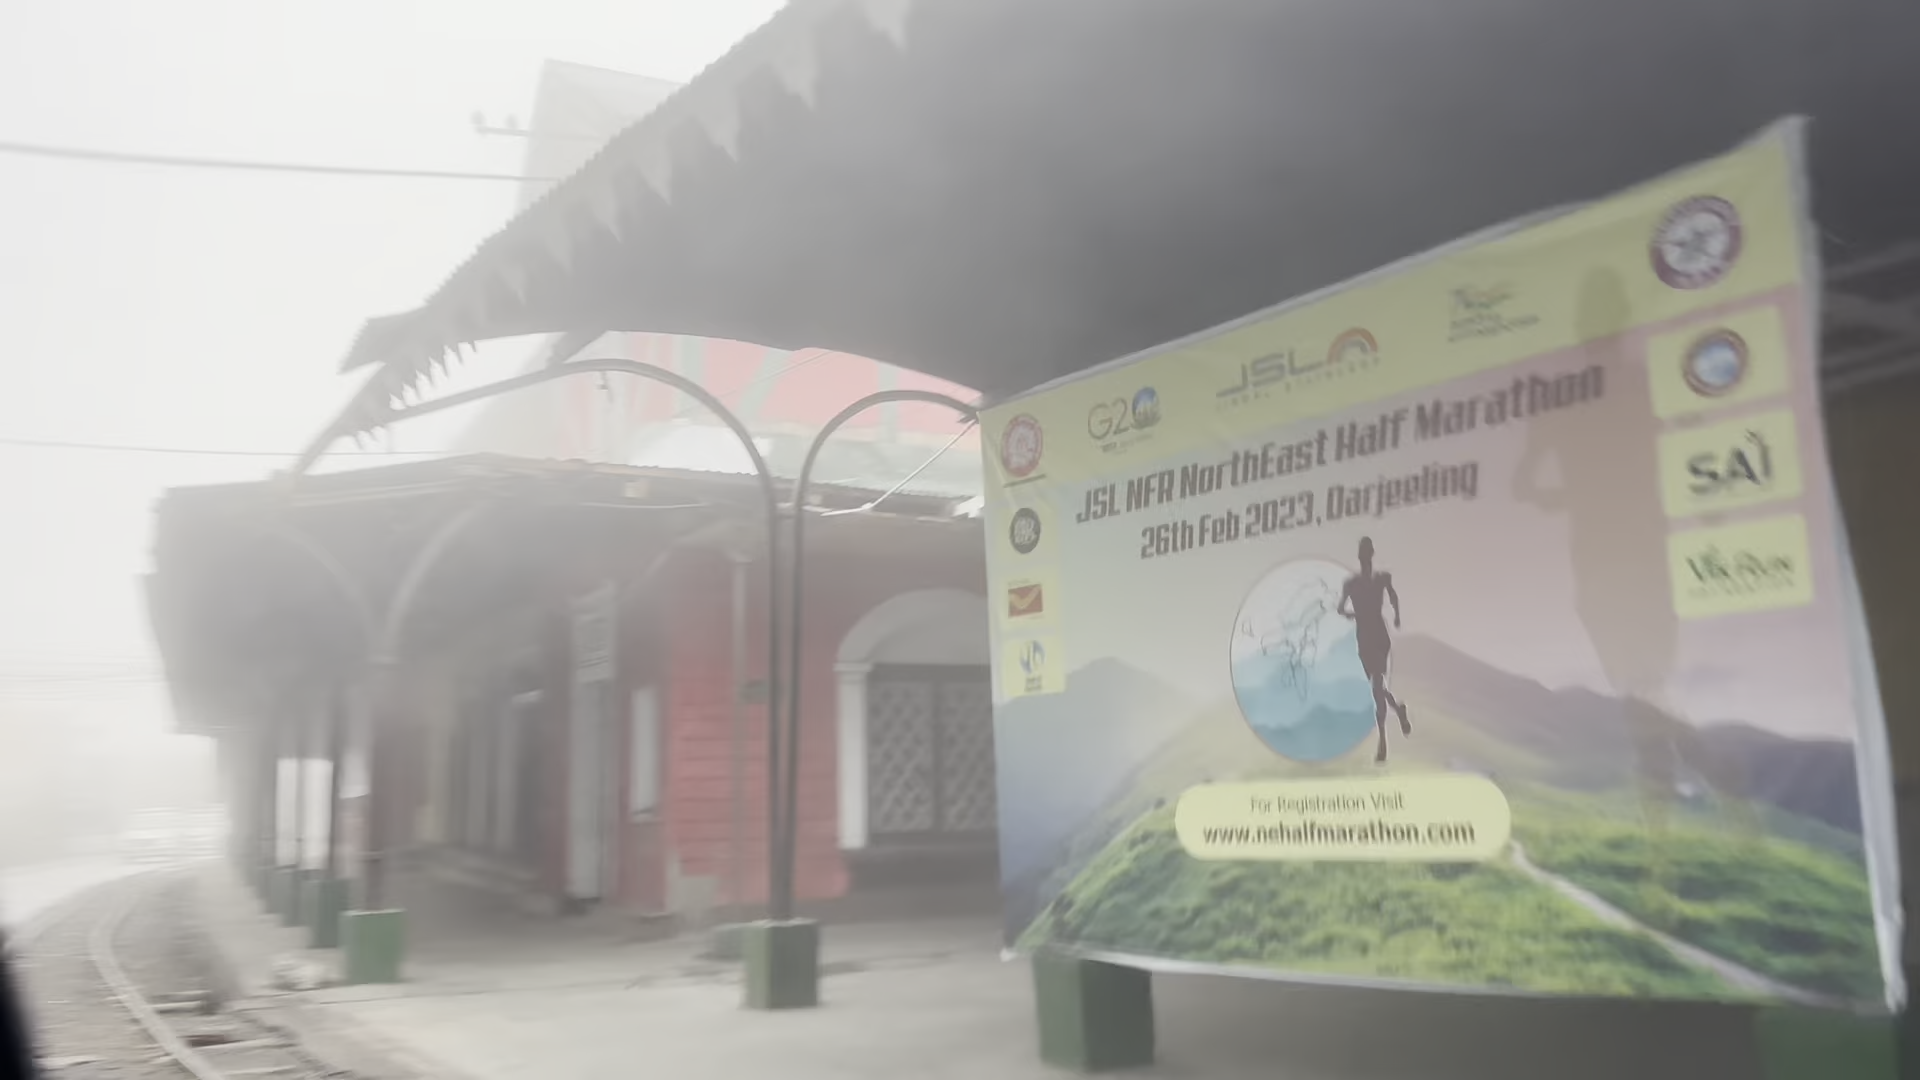 G20
JSL
JSL NFR NorthEast Half Marathon
26th Feb 2023, Darjeeling
SAI
For Registration Visit
www.nehalfmarathon.com